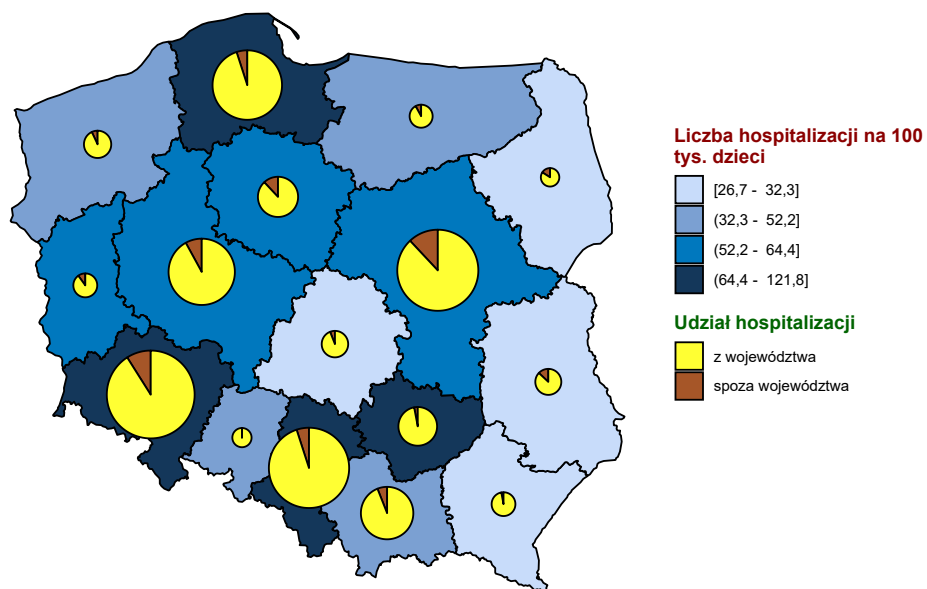 Liczba hospitalizacji na 100
tys. dzieci
[26,7 - 32,3]
(32,3 - 52,2]
(52,2 - 64,4]
(64,4 - 121,8]
Udział hospitalizacji
z województwa
spoza województwa